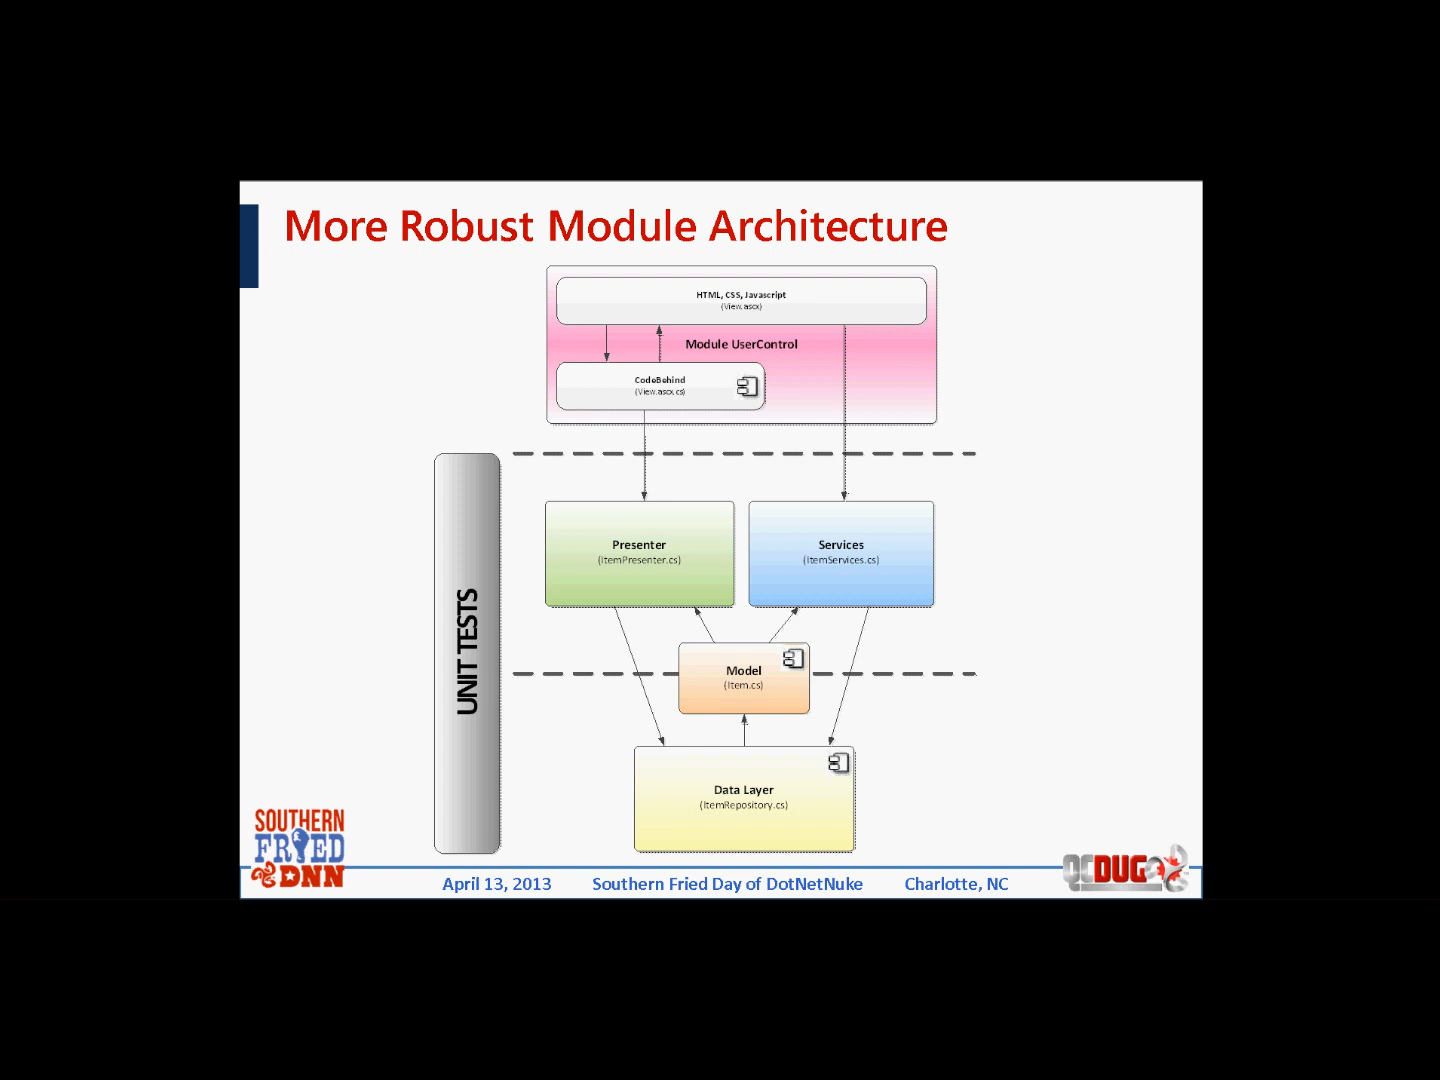 More Robust Module Architecture
HTML, CSS, Javascript
(View.ascx)
Module UserControl
CodeBehind
(View.ascx.cs)
UNIT TESTS
Presenter
(ItemPresenter.cs)
Services
(ItemServices.cs)
Model
(Item.cs)
Data Layer
(ItemRepository.cs)
SOUTHERN
FRIED
DNN
April 13, 2013 Southern Fried Day of DotNetNuke Charlotte, NC
QCDUG